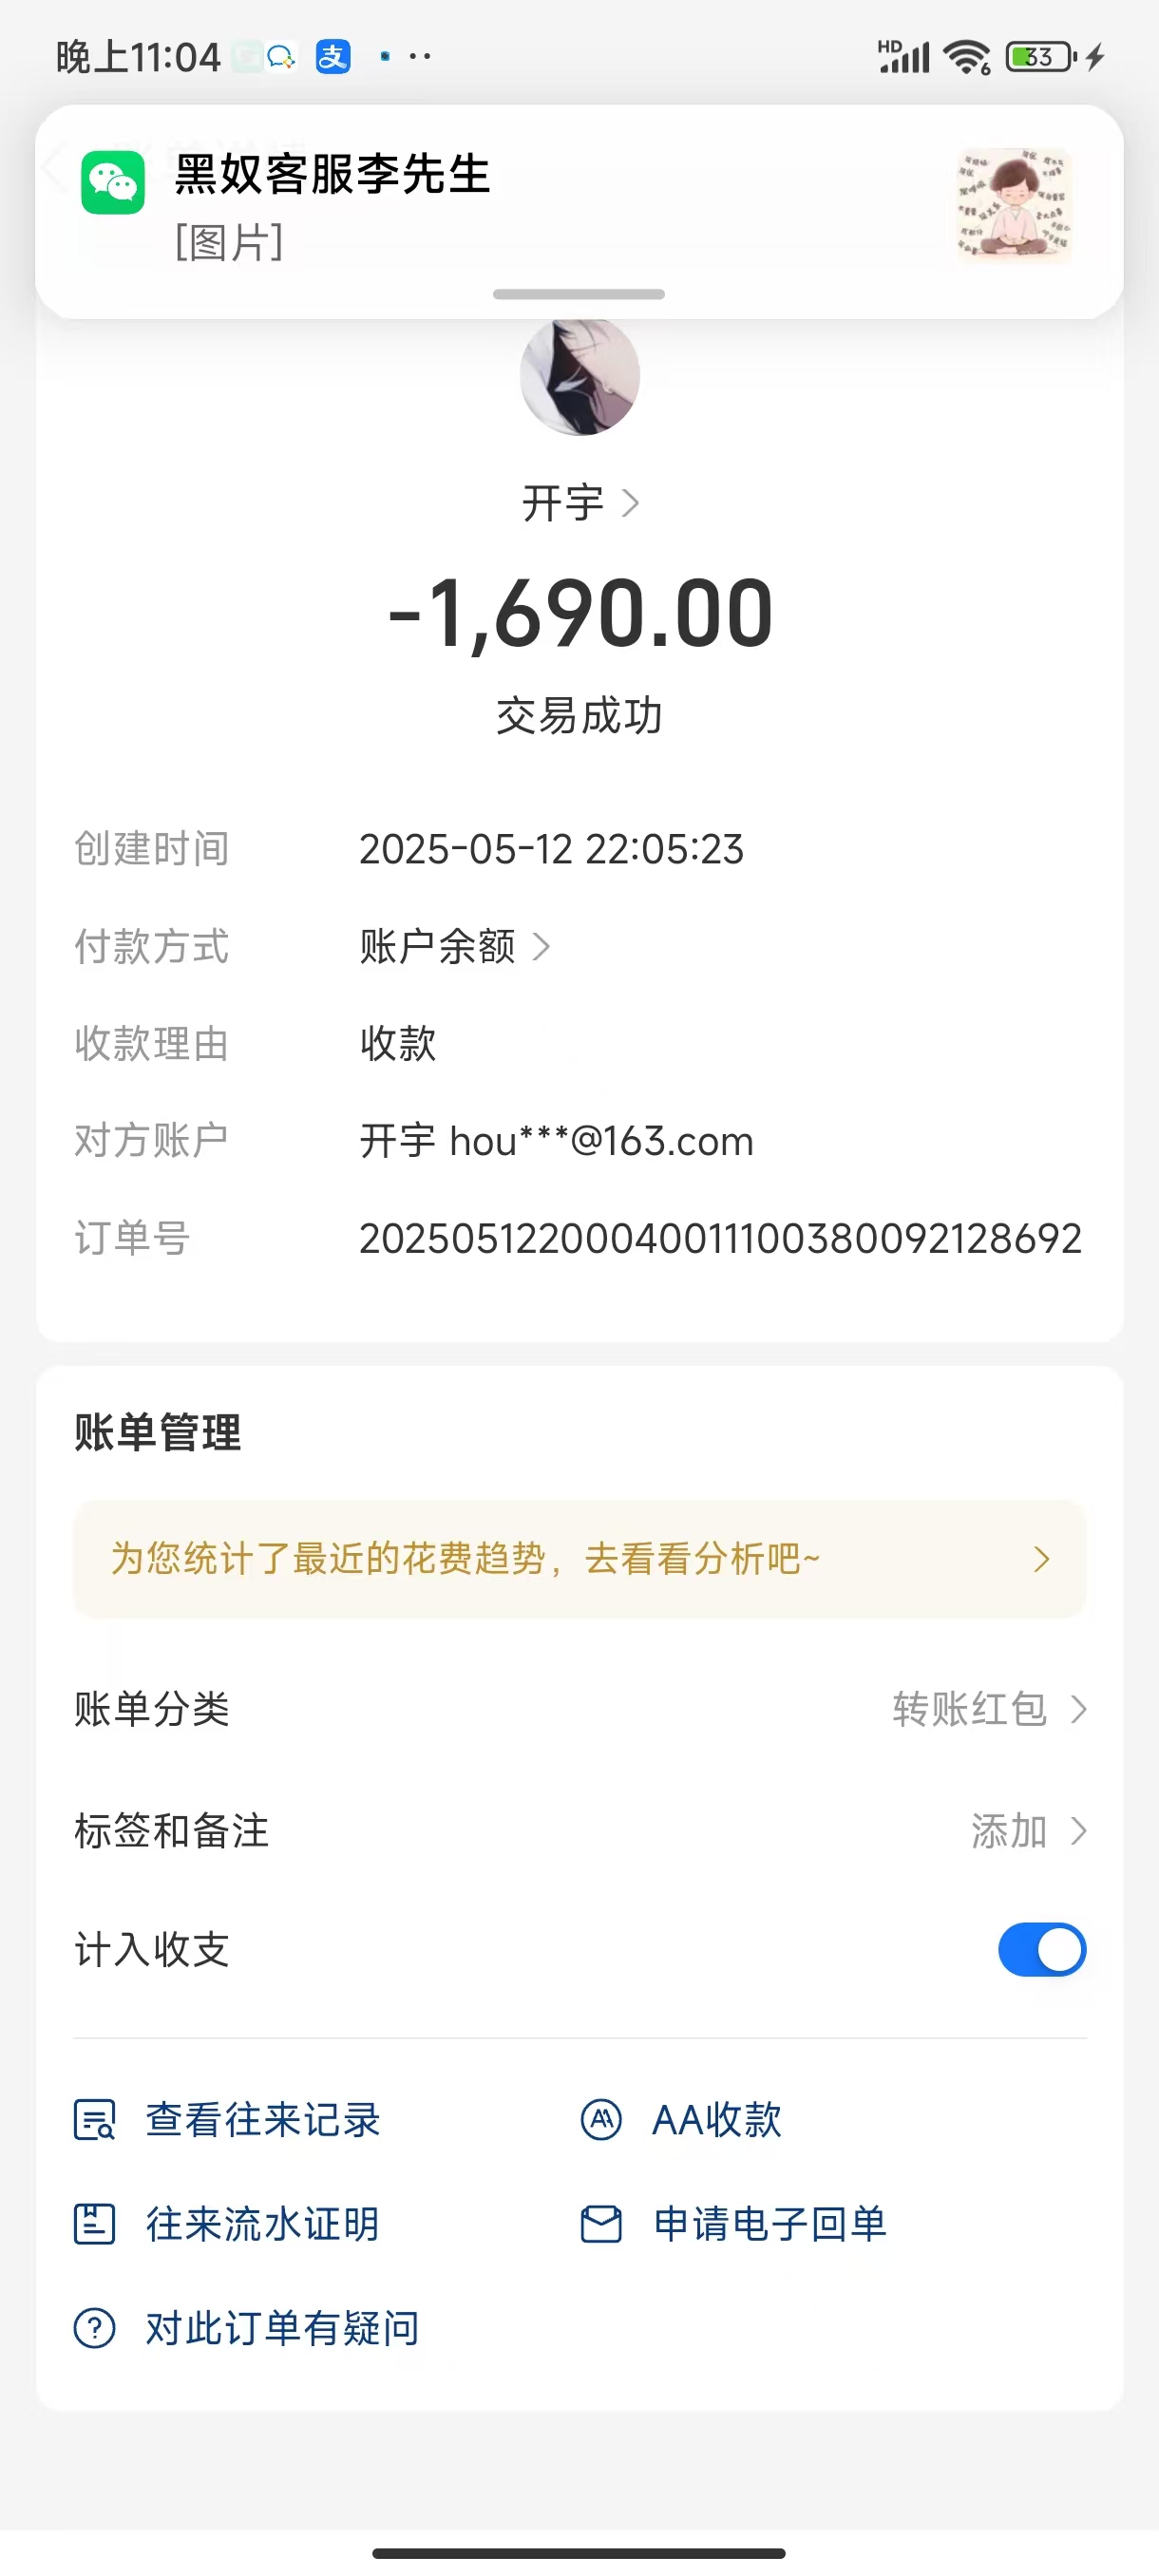 晚上11:04
HD
6
33
黑奴客服李先生
[图片]
开宇
-1,690.00
交易成功
创建时间 2025-05-12 22:05:23
付款方式 账户余额
收款理由 收款
对方账户 开宇 hou***@163.com
订单号 20250512200040011100380092128692
账单管理
为您统计了最近的花费趋势，去看看分析吧~
账单分类 转账红包
标签和备注 添加
计入收支
查看往来记录 AA收款
往来流水证明 申请电子回单
对此订单有疑问